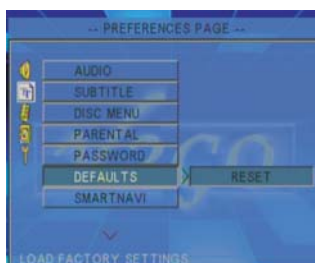 -- PREFERENCES PAGE --
AUDIO
SUBTITLE
DISC MENU
PARENTAL
PASSWORD
DEFAULTS
RESET
SMARTNAVI
LOAD FACTORY SETTINGS